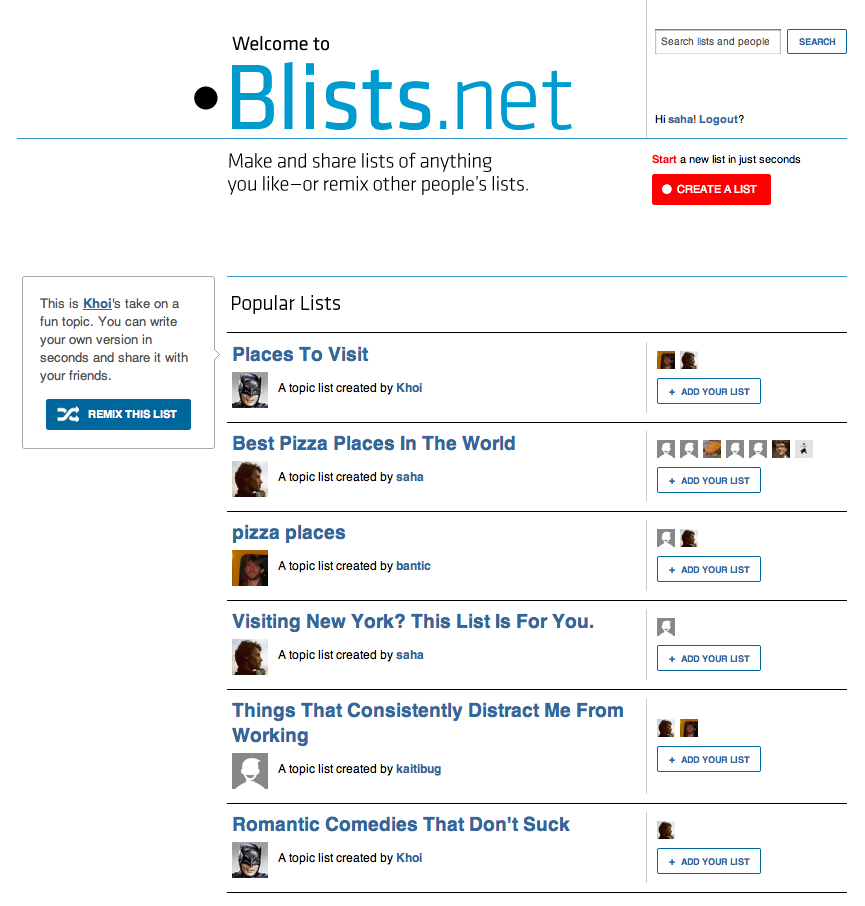 Welcome to
Blists.net
Search lists and people
SEARCH
Hi saha! Logout?
Make and share lists of anything
you like–or remix other people's lists.
Start a new list in just seconds
CREATE A LIST
This is Khoi's take on a
fun topic. You can write
your own version in
seconds and share it with
your friends.
REMIX THIS LIST
Popular Lists
Places To Visit
A topic list created by Khoi
+ ADD YOUR LIST
Best Pizza Places In The World
A topic list created by saha
+ ADD YOUR LIST
pizza places
A topic list created by bantic
+ ADD YOUR LIST
Visiting New York? This List Is For You.
A topic list created by saha
+ ADD YOUR LIST
Things That Consistently Distract Me From
Working
A topic list created by kaitibug
+ ADD YOUR LIST
Romantic Comedies That Don't Suck
A topic list created by Khoi
+ ADD YOUR LIST